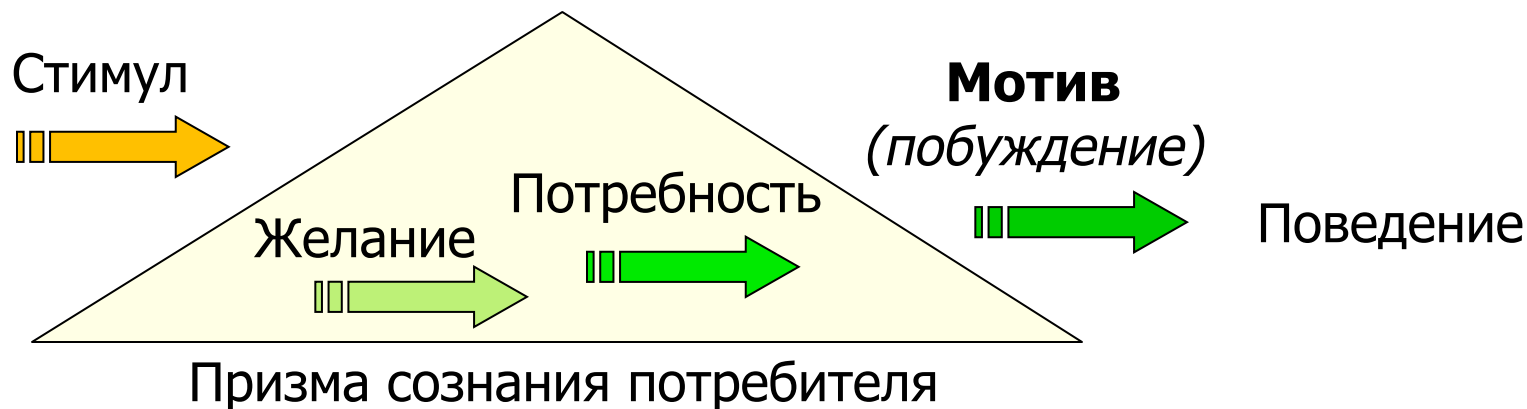 Стимул
Мотив
(побуждение)
Потребность
Желание
Поведение
Призма сознания потребителя